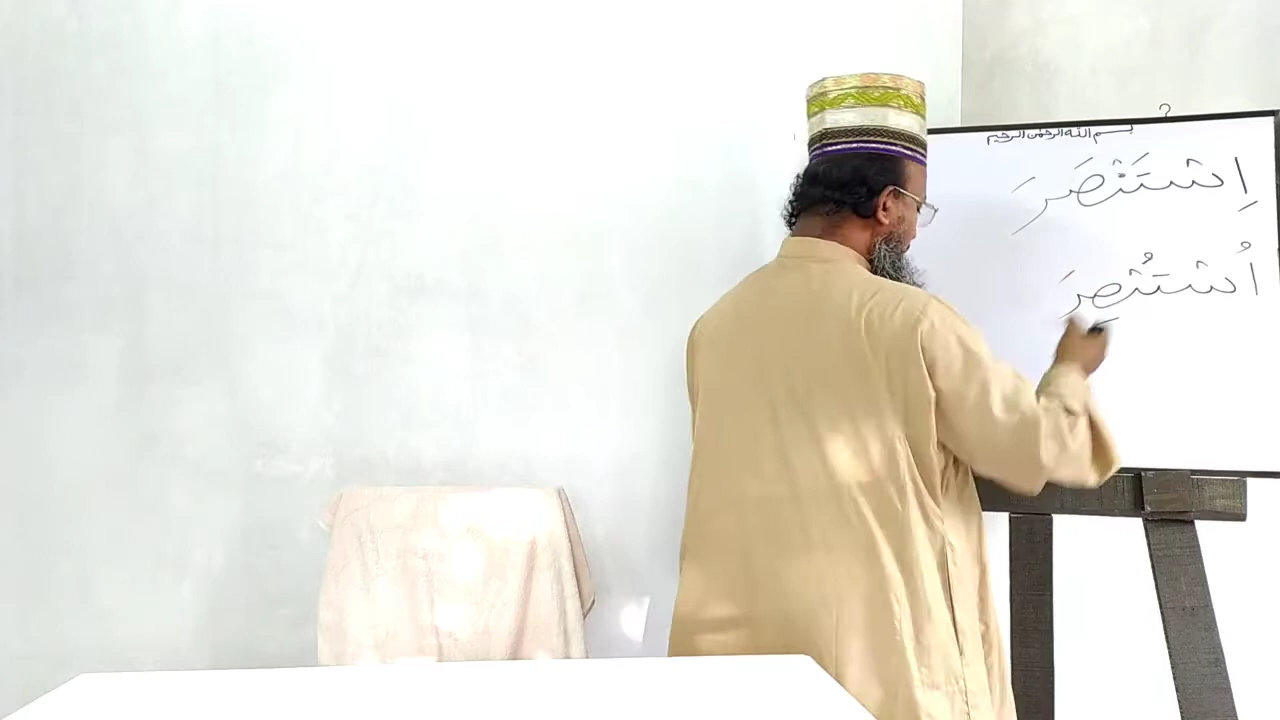 بسم الله الرحمن الرحيم
اِسْتَنْصَرَ
اُسْتُنْصِرَ